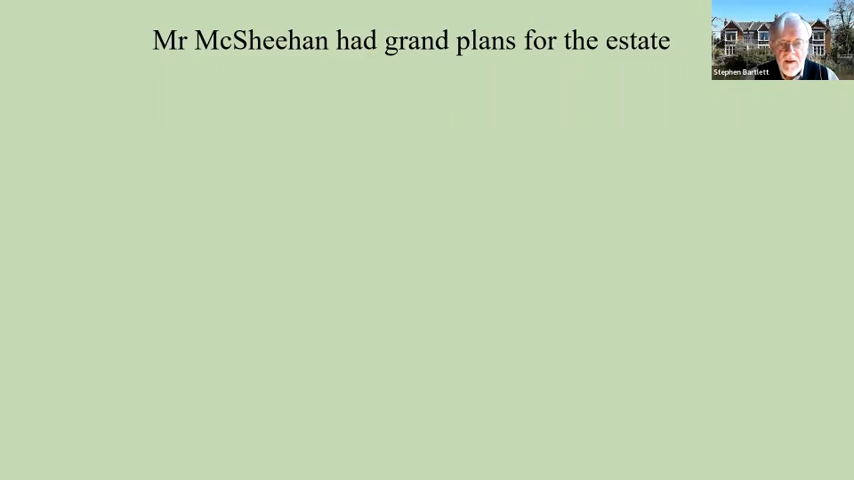 Mr McSheehan had grand plans for the estate
Stephen Bartlett